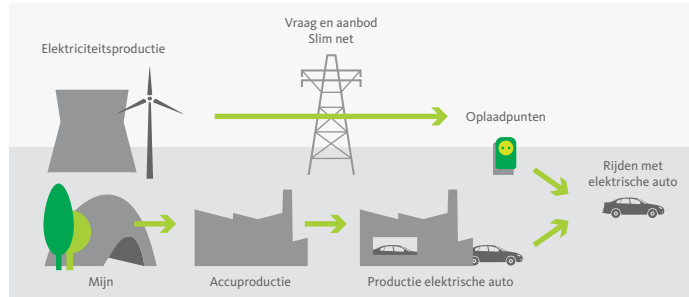 Vraag en aanbod
Slim net
Elektriciteitsproductie
Oplaadpunten
Rijden met
elektrische auto
Mijn
Accuproductie
Productie elektrische auto